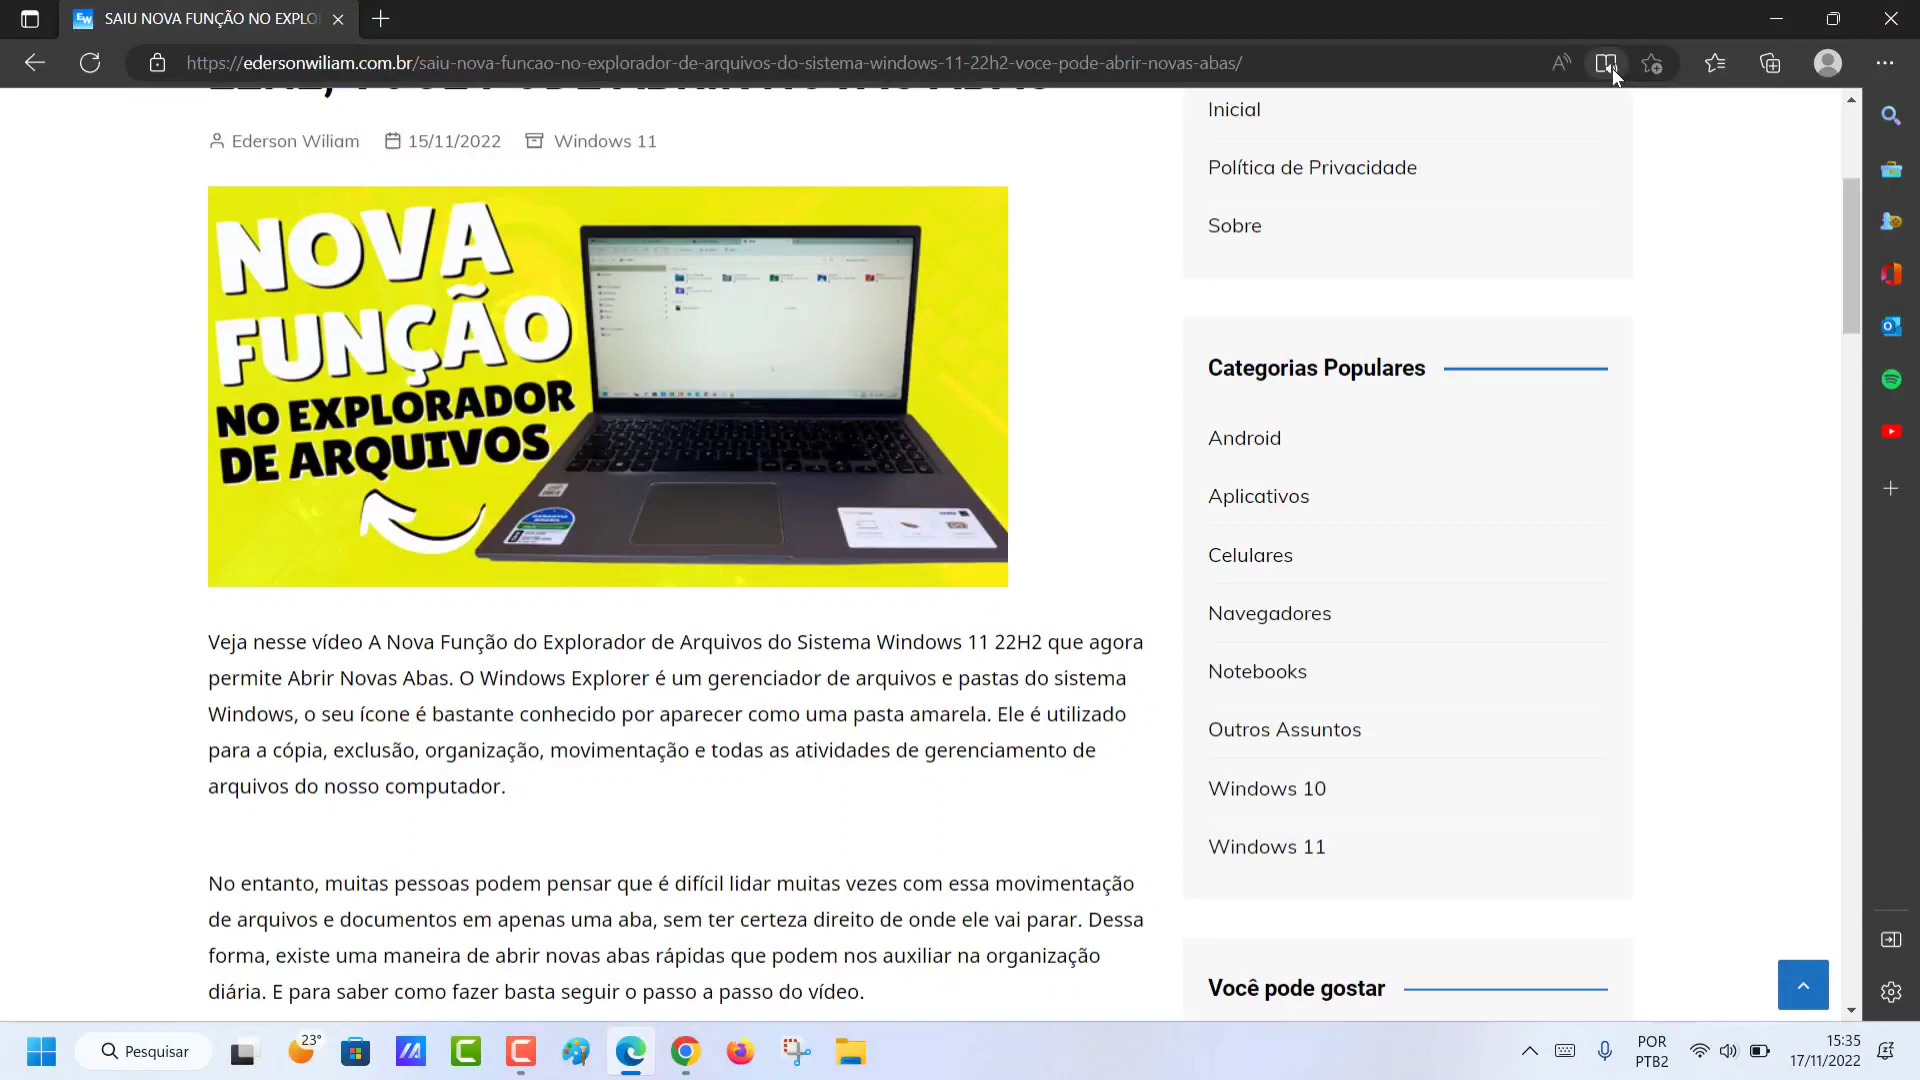 SAIU NOVA FUNÇÃO NO EXPLO
https://edersonwiliam.com.br/saiu-nova-funcao-no-explorador-de-arquivos-do-sistema-windows-11-22h2-voce-pode-abrir-novas-abas/
Ederson Wiliam 15/11/2022 Windows 11
NOVA
FUNÇÃO
NO EXPLORADOR
DE ARQUIVOS
Veja nesse vídeo A Nova Função do Explorador de Arquivos do Sistema Windows 11 22H2 que agora
permite Abrir Novas Abas. O Windows Explorer é um gerenciador de arquivos e pastas do sistema
Windows, o seu ícone é bastante conhecido por aparecer como uma pasta amarela. Ele é utilizado
para a cópia, exclusão, organização, movimentação e todas as atividades de gerenciamento de
arquivos do nosso computador.
No entanto, muitas pessoas podem pensar que é difícil lidar muitas vezes com essa movimentação
de arquivos e documentos em apenas uma aba, sem ter certeza direito de onde ele vai parar. Dessa
forma, existe uma maneira de abrir novas abas rápidas que podem nos auxiliar na organização
diária. E para saber como fazer basta seguir o passo a passo do vídeo.
Inicial
Política de Privacidade
Sobre
Categorias Populares
Android
Aplicativos
Celulares
Navegadores
Notebooks
Outros Assuntos
Windows 10
Windows 11
Você pode gostar
Pesquisar
23°
POR
PTB2
15:35
17/11/2022